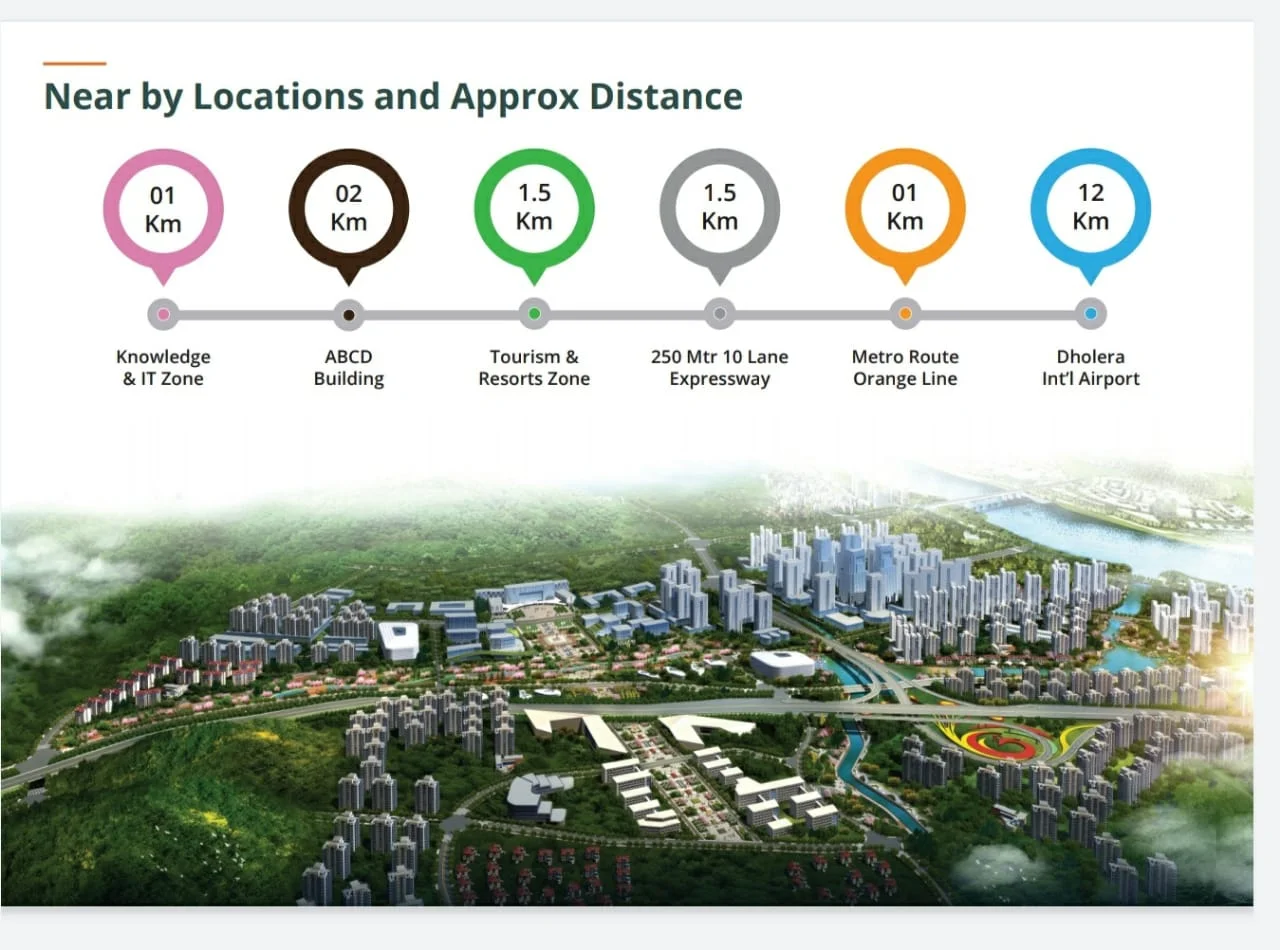 Near by Locations and Approx Distance
01
Km
02
Km
1.5
Km
1.5
Km
01
Km
12
Km
Knowledge
& IT Zone
ABCD
Building
Tourism &
Resorts Zone
250 Mtr 10 Lane
Expressway
Metro Route
Orange Line
Dholera
Int’l Airport